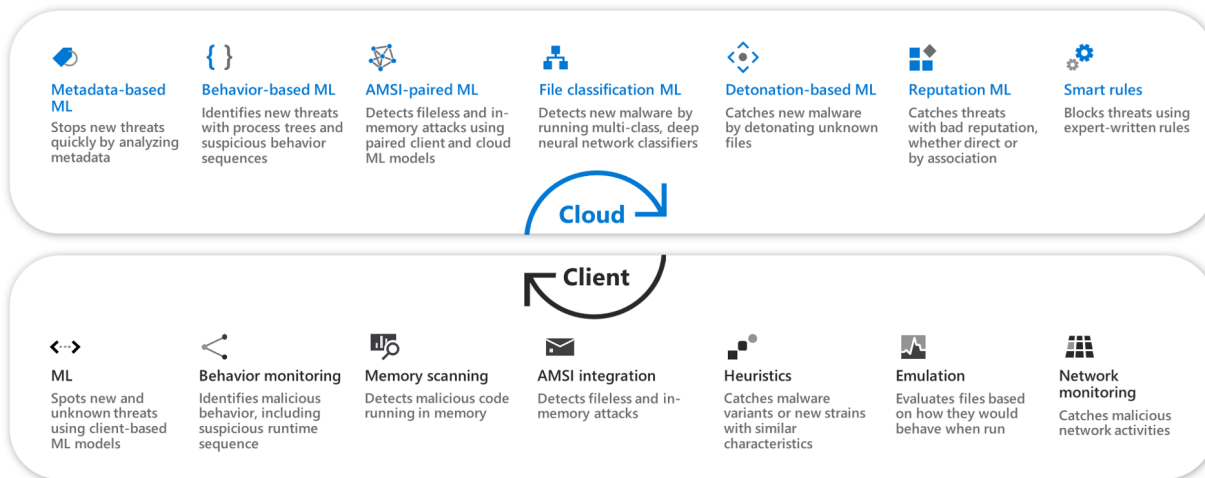 Metadata-based
ML
Stops new threats
quickly by analyzing
metadata
Behavior-based ML
Identifies new threats
with process trees and
suspicious behavior
sequences
AMSI-paired ML
Detects fileless and in-
memory attacks using
paired client and cloud
ML models
File classification ML
Detects new malware by
running multi-class, deep
neural network classifiers
Detonation-based ML
Catches new malware
by detonating unknown
files
Reputation ML
Catches threats
with bad reputation,
whether direct or
by association
Smart rules
Blocks threats using
expert-written rules
Cloud
Client
ML
Spots new and
unknown threats
using client-based
ML models
Behavior monitoring
Identifies malicious
behavior, including
suspicious runtime
sequence
Memory scanning
Detects malicious code
running in memory
AMSI integration
Detects fileless and in-
memory attacks
Heuristics
Catches malware
variants or new strains
with similar
characteristics
Emulation
Evaluates files based
on how they would
behave when run
Network
monitoring
Catches malicious
network activities